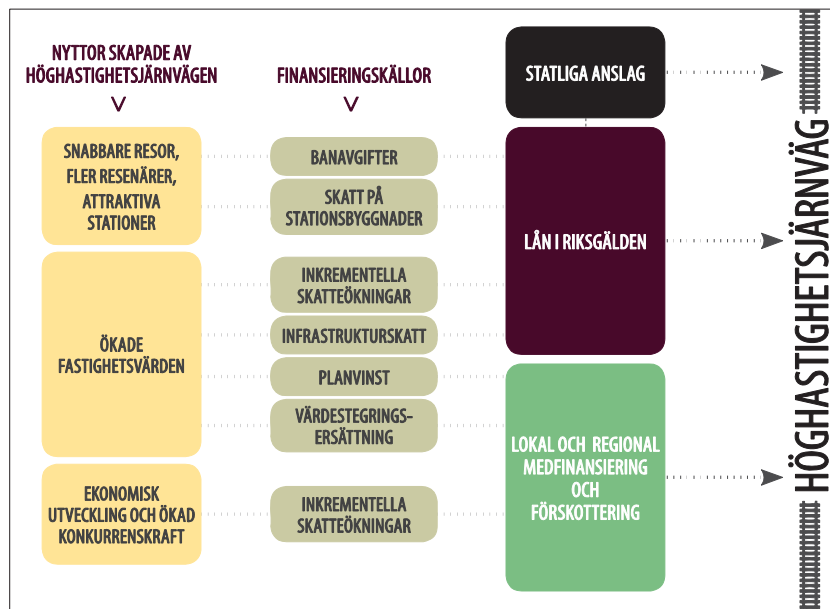 NYTTOR SKAPADE AV
HÖGHASTIGHETSJÄRNVÄGEN
SNABBARE RESOR,
FLER RESENÄRER,
ATTRAKTIVA
STATIONER
ÖKADE
FASTIGHETSVÄRDEN
EKONOMISK
UTVECKLING OCH ÖKAD
KONKURRENSKRAFT
FINANSIERINGSKÄLLOR
BANAVGIFTER
SKATT PÅ
STATIONSBYGGNADER
INKREMENTELLA
SKATTEÖKNINGAR
INFRASTRUKTURSKATT
PLANVINST
VÄRDESTEGRINGS-
ERSÄTTNING
INKREMENTELLA
SKATTEÖKNINGAR
STATLIGA ANSLAG
LÅN I RIKSGÄLDEN
LOKAL OCH REGIONAL
MEDFINANSIERING
OCH
FÖRSKOTTERING
HÖGHASTIGHETSJÄRNVÄG